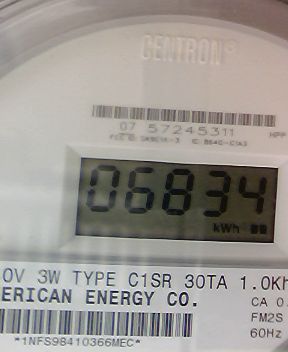 CENTRON®
07 57245311
HPP
06834
kWh
0V 3W TYPE C1SR 30TA 1.0Kh
ERICAN ENERGY CO.
CA 0.
FM2S
60Hz
*1NFS98410366MEC*